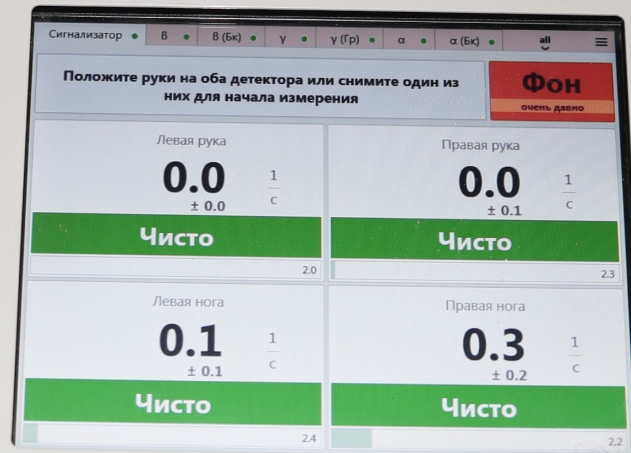 Сигнализатор β β (Бк) γ γ (Гр) α α (Бк) all
Положите руки на оба детектора или снимите один из
них для начала измерения
Фон
очень давно
Левая рука
0.0
± 0.0
1
с
Чисто
2.0
Правая рука
0.0
± 0.1
1
с
Чисто
2.3
Левая нога
0.1
± 0.1
1
с
Чисто
2.4
Правая нога
0.3
± 0.2
1
с
Чисто
2.2